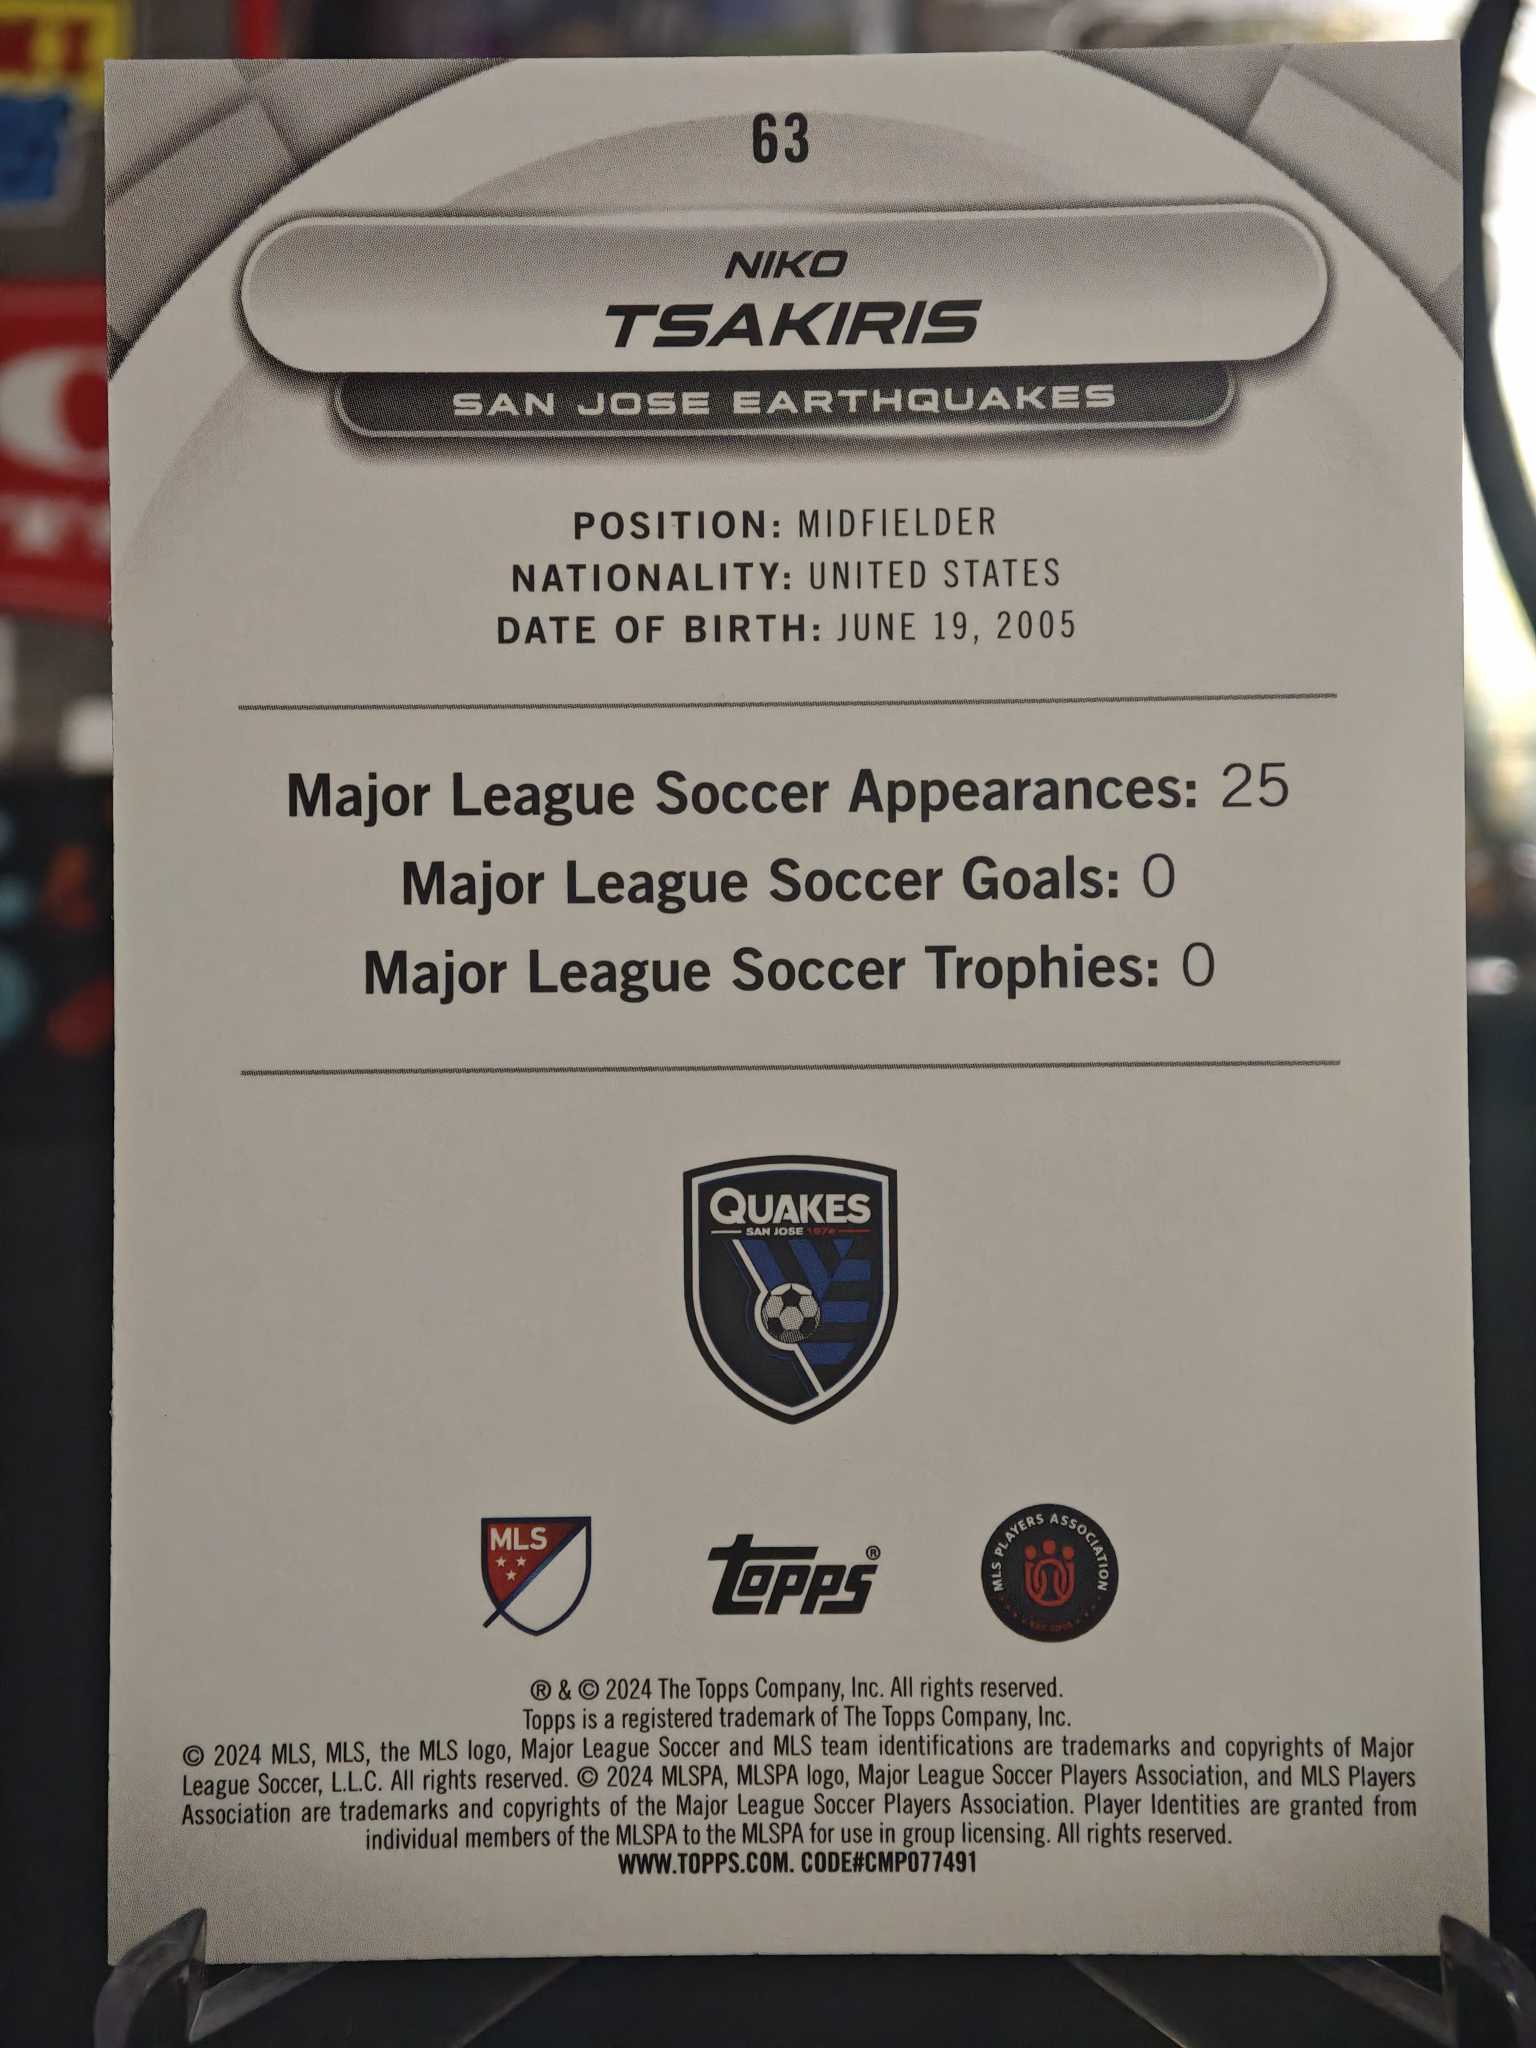 63
NIKO
TSAKIRIS
SAN JOSE EARTHQUAKES
POSITION: MIDFIELDER
NATIONALITY: UNITED STATES
DATE OF BIRTH: JUNE 19, 2005
Major League Soccer Appearances: 25
Major League Soccer Goals: 0
Major League Soccer Trophies: 0
QUAKES
SAN JOSE 1974
MLS
topps®
MLS PLAYERS ASSOCIATION
® & © 2024 The Topps Company, Inc. All rights reserved.
Topps is a registered trademark of The Topps Company, Inc.
© 2024 MLS, MLS, the MLS logo, Major League Soccer and MLS team identifications are trademarks and copyrights of Major
League Soccer, L.L.C. All rights reserved. © 2024 MLSPA, MLSPA logo, Major League Soccer Players Association, and MLS Players
Association are trademarks and copyrights of the Major League Soccer Players Association. Player Identities are granted from
individual members of the MLSPA to the MLSPA for use in group licensing. All rights reserved.
WWW.TOPPS.COM. CODE#CMP077491